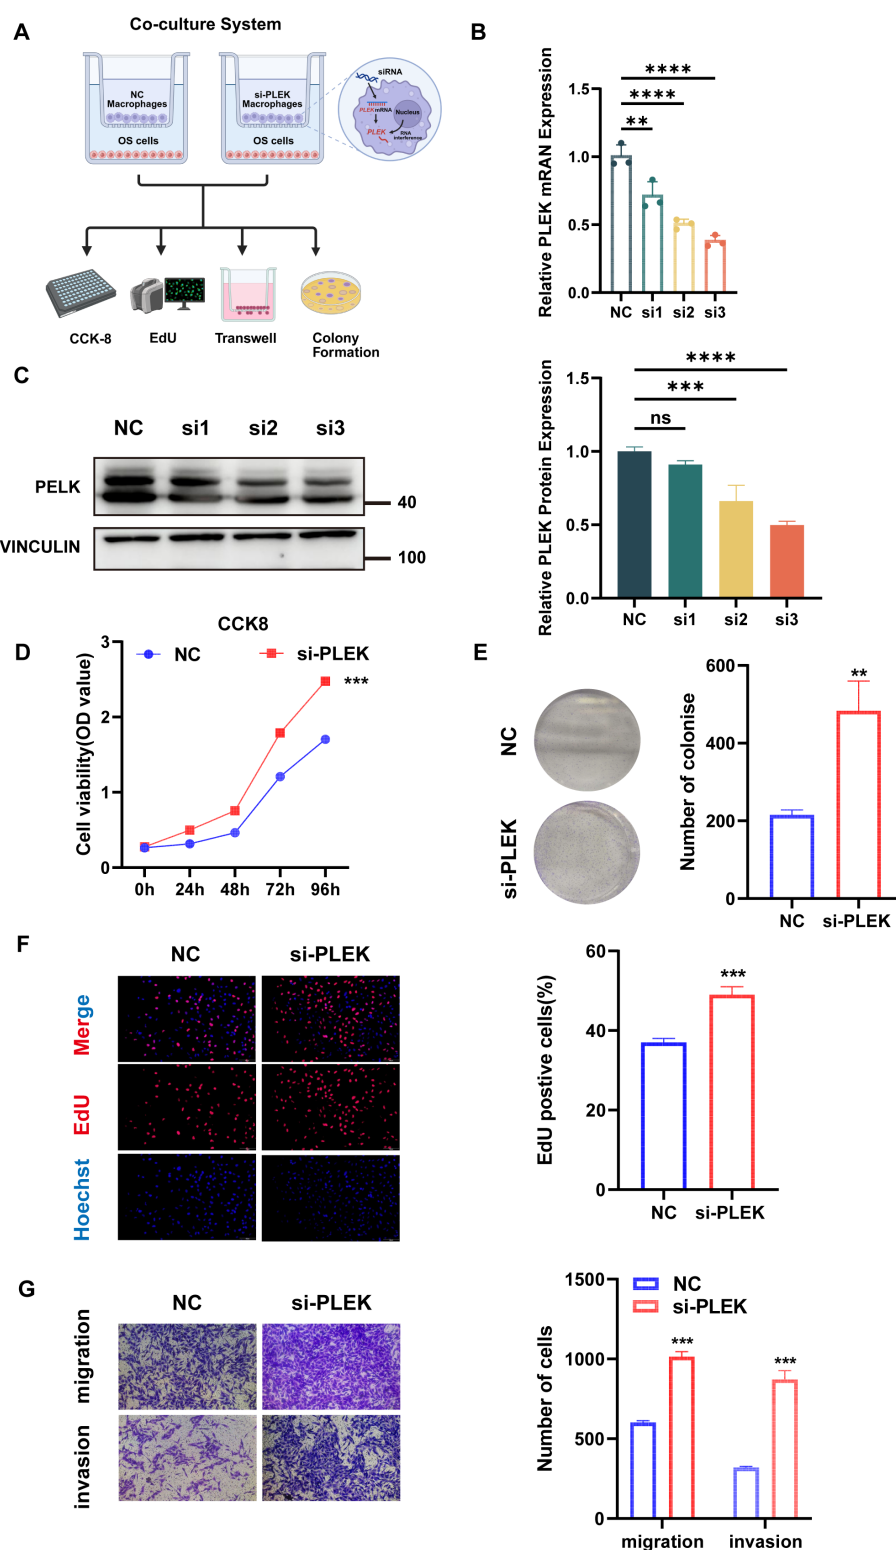 A
Co-culture System
NC
Macrophages
OS cells
si-PLEK
Macrophages
OS cells
siRNA
PLEK mRNA
Nucleus
PLEK
RNA
interference
CCK-8
EdU
Transwell
Colony
Formation
B
Relative PLEK mRAN Expression
1.5
1.0
0.5
0.0
****
****
**
NC si1 si2 si3
C
NC si1 si2 si3
PELK
40
VINCULIN
100
Relative PLEK Protein Expression
1.5
1.0
0.5
0.0
****
***
ns
NC si1 si2 si3
D
CCK8
NC si-PLEK
Cell viability(OD value)
3
2
1
0
***
0h 24h 48h 72h 96h
E
NC
si-PLEK
Number of colonise
600
400
200
0
**
NC si-PLEK
F
NC si-PLEK
Merge
EdU
Hoechst
EdU postive cells(%)
60
40
20
0
***
NC si-PLEK
G
NC si-PLEK
migration
invasion
Number of cells
1500
1000
500
0
NC
si-PLEK
***
***
migration invasion